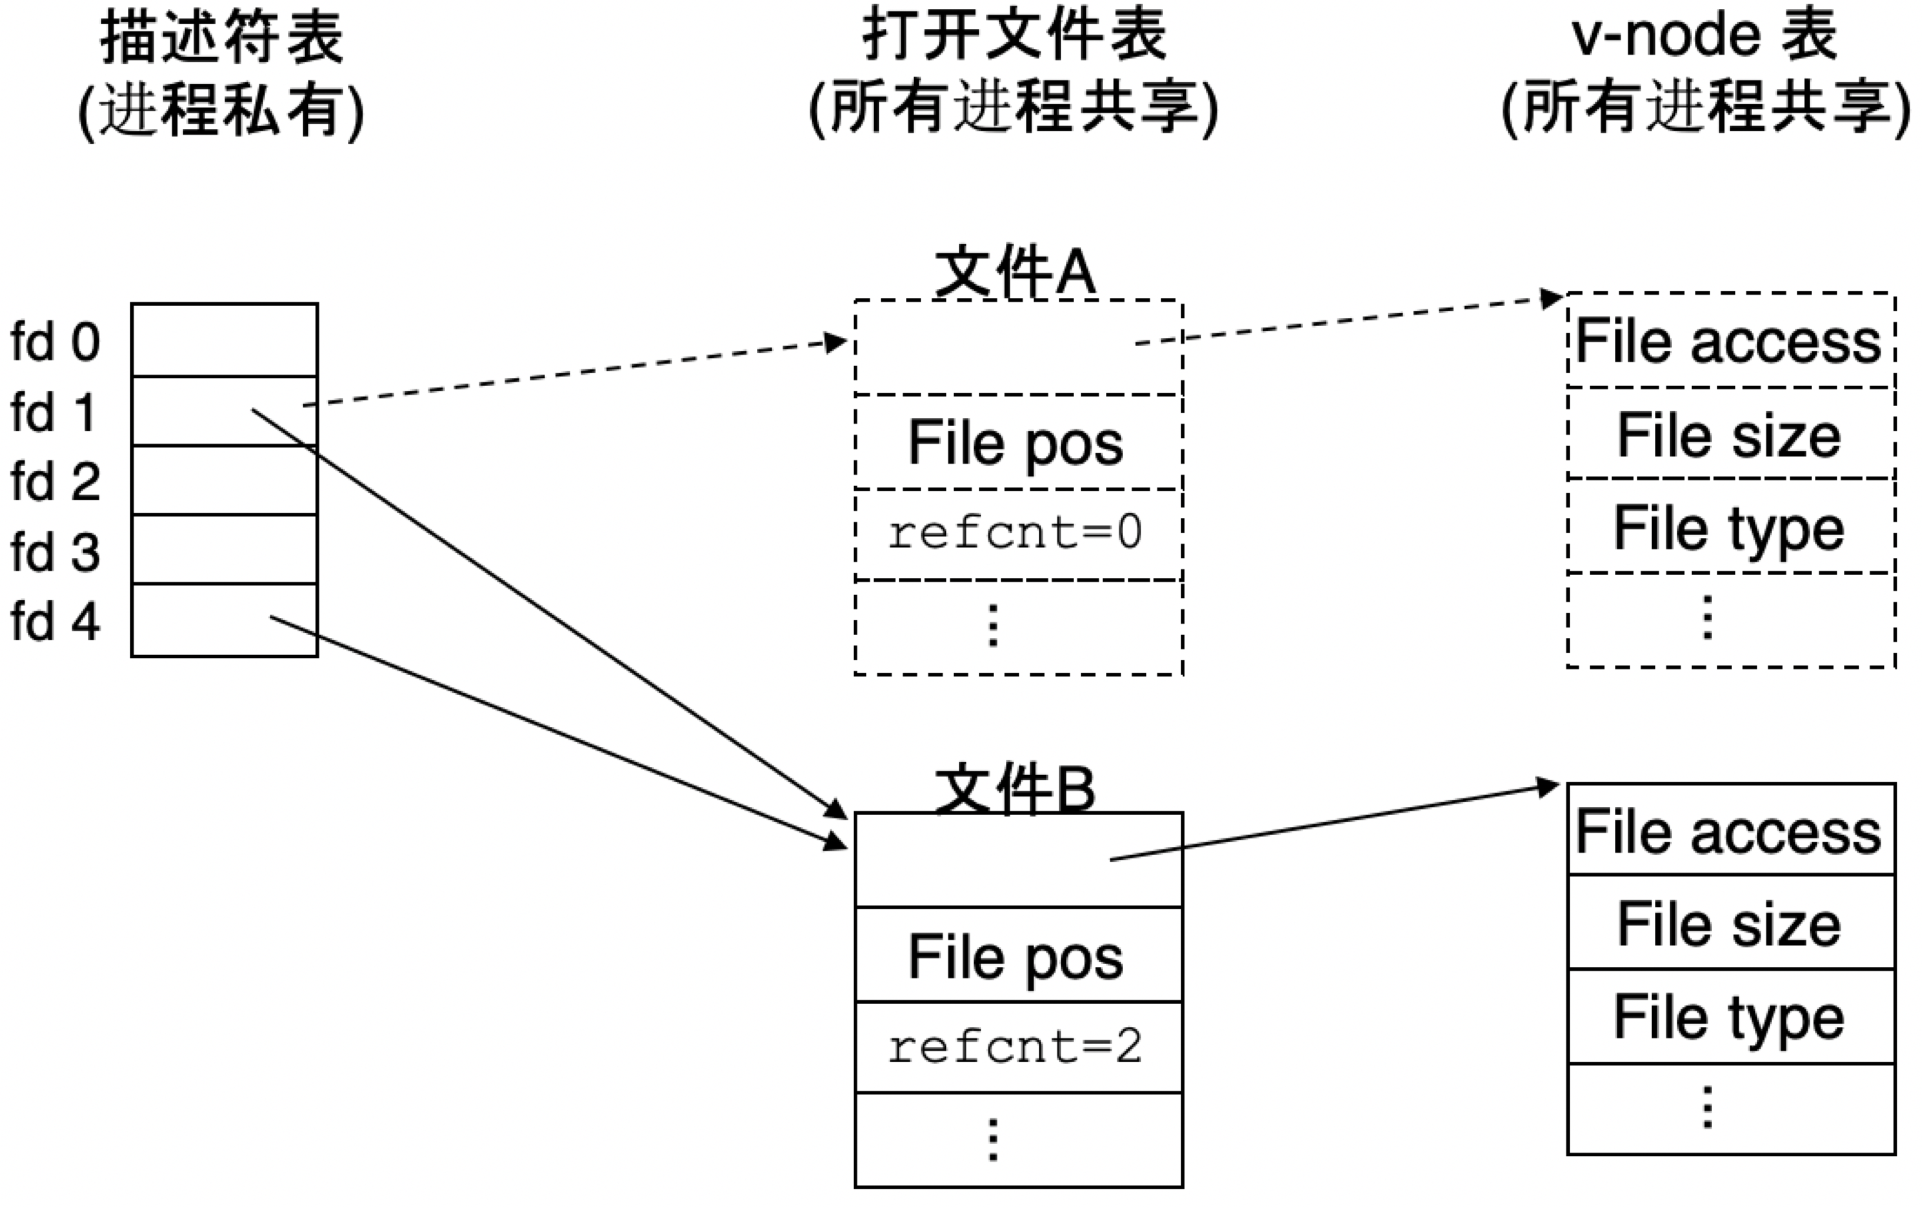 描述符表
(进程私有)
打开文件表
(所有进程共享)
v-node 表
(所有进程共享)
fd 0
fd 1
fd 2
fd 3
fd 4
文件A
File pos
refcnt=0
⋮
File access
File size
File type
⋮
文件B
File pos
refcnt=2
⋮
File access
File size
File type
⋮